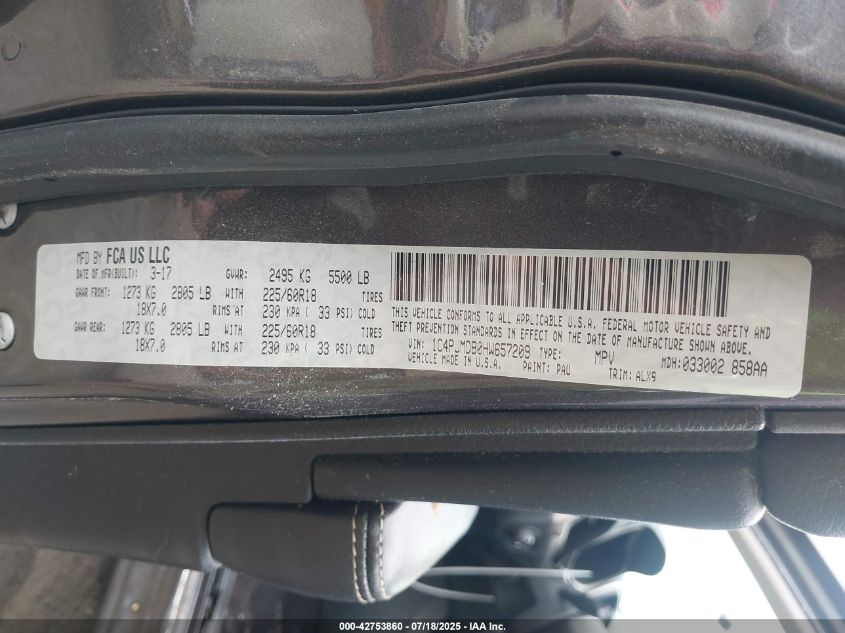 MFD BY FCA US LLC
DATE OF MFR(BUILT): 3-17 GVWR: 2495 KG 5500 LB
GAWR FRONT: 1273 KG 2805 LB WITH 225/60R18 TIRES
18X7.0 RIMS AT 230 KPA ( 33 PSI) COLD
GAWR REAR: 1273 KG 2805 LB WITH 225/60R18 TIRES
18X7.0 RIMS AT 230 KPA ( 33 PSI) COLD
THIS VEHICLE CONFORMS TO ALL APPLICABLE U.S.A. FEDERAL MOTOR VEHICLE SAFETY AND
THEFT PREVENTION STANDARDS IN EFFECT ON THE DATE OF MANUFACTURE SHOWN ABOVE.
VIN: 1C4PJMDB0HW657209 TYPE: MPV MDH:033002 858AA
VEHICLE MADE IN U.S.A. PAINT: PAU TRIM: ALX9
000-42753860 - 07/18/2025 - IAA Inc.